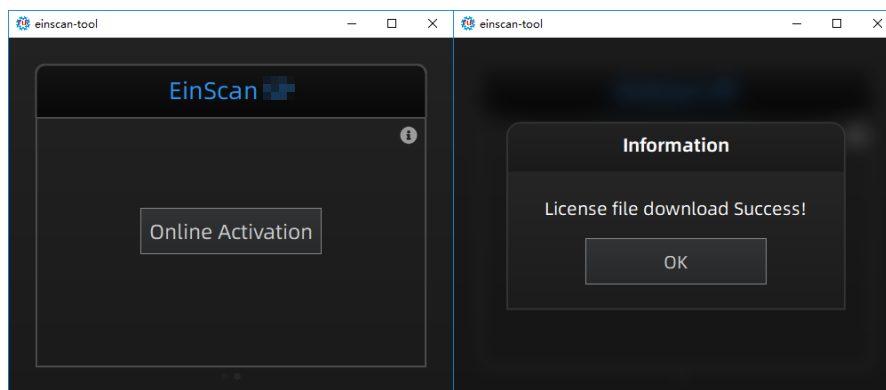 einscan-tool
EinScan
Online Activation
einscan-tool
Information
License file download Success!
OK